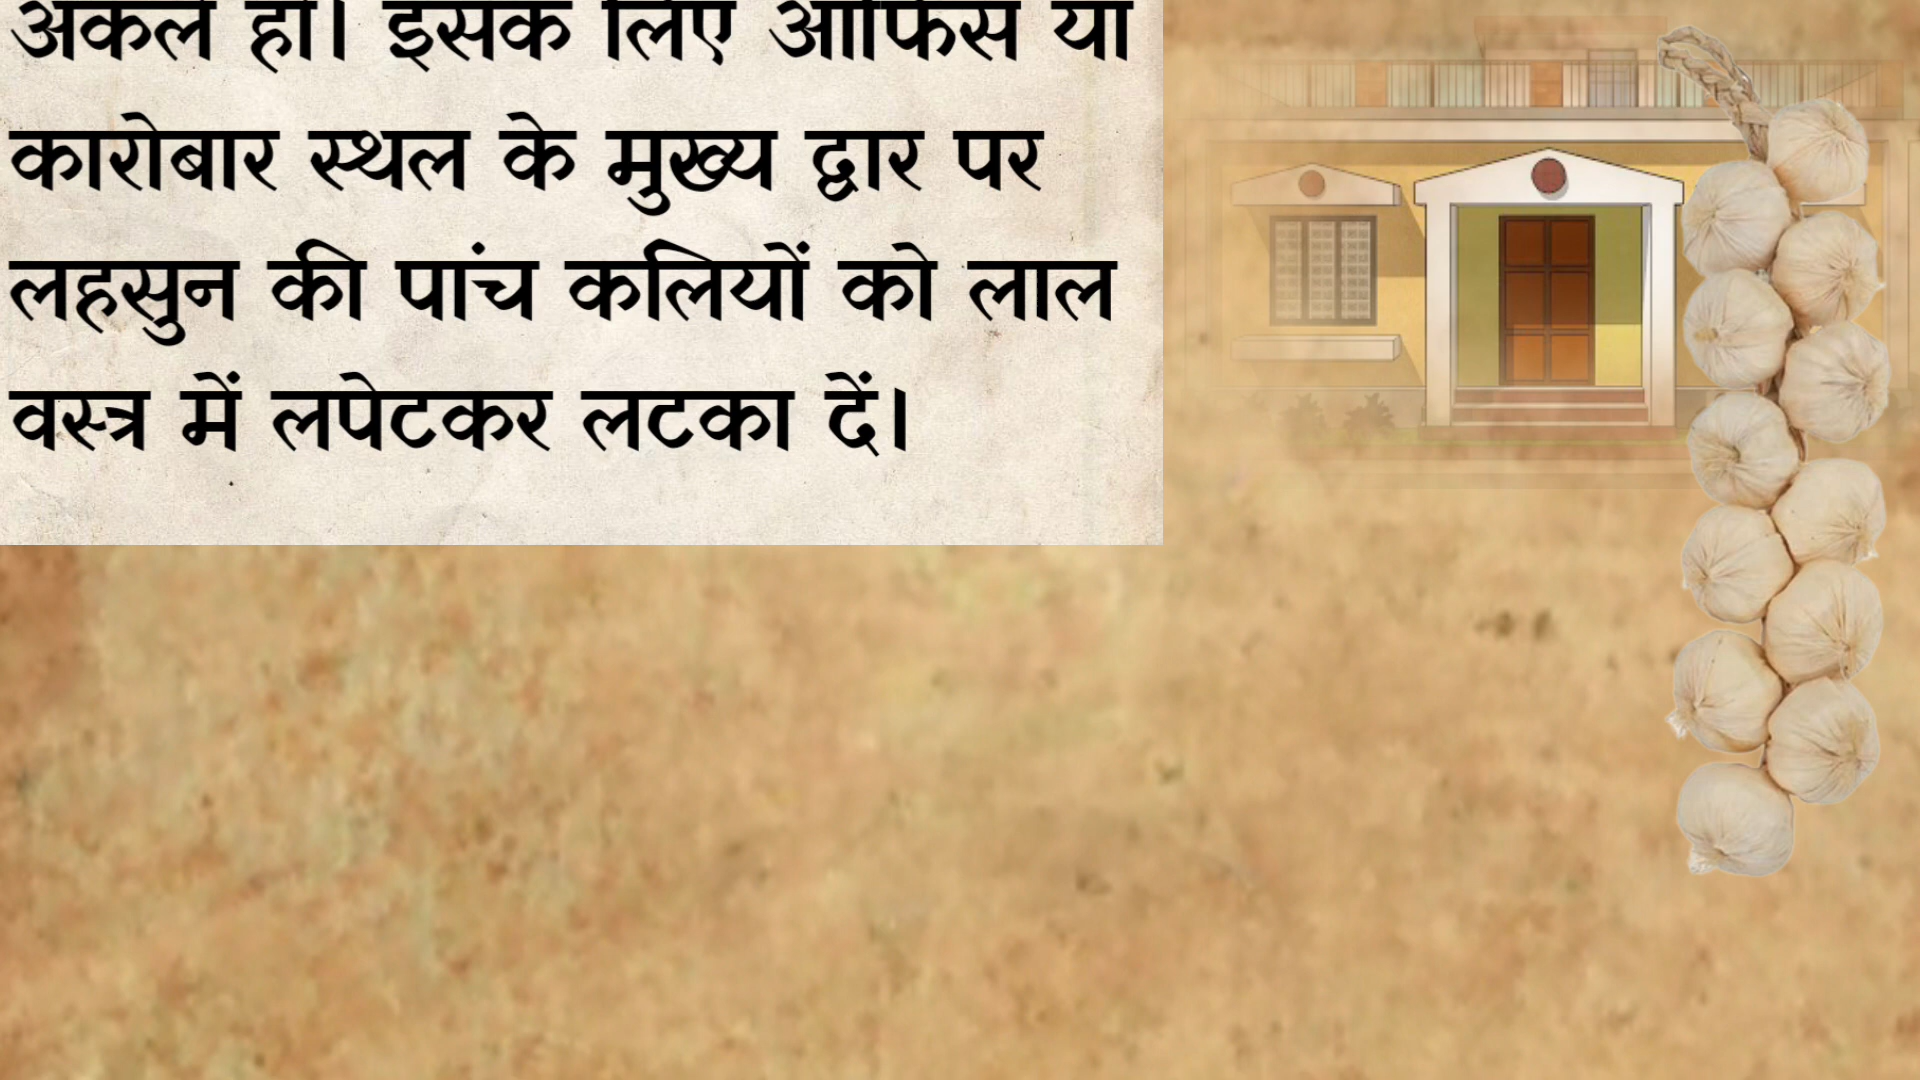 अकेले हों। इसके लिए ऑफिस या
कारोबार स्थल के मुख्य द्वार पर
लहसुन की पांच कलियों को लाल
वस्त्र में लपेटकर लटका दें।